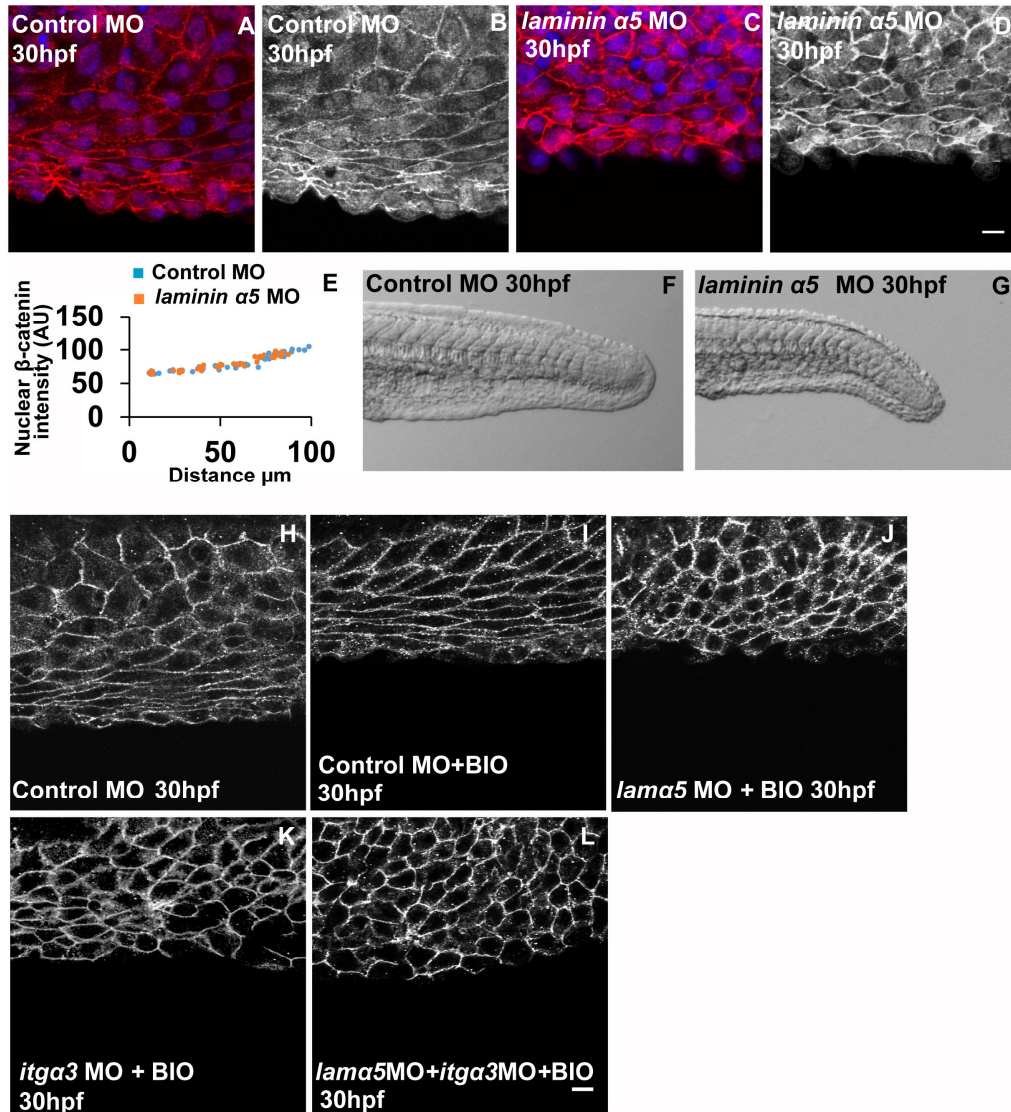 Control MO
30hpf
A
Control MO
30hpf
B
laminin α5 MO
30hpf
C
laminin α5 MO
30hpf
D
Control MO
laminin α5 MO
E
Nuclear β-catenin
intensity (AU)
150
100
50
0
0
50
100
Distance µm
Control MO 30hpf
F
laminin α5 MO 30hpf
G
H
Control MO 30hpf
I
Control MO+BIO
30hpf
J
lamα5 MO + BIO 30hpf
K
itgα3 MO + BIO
30hpf
L
lamα5MO+itgα3MO+BIO
30hpf